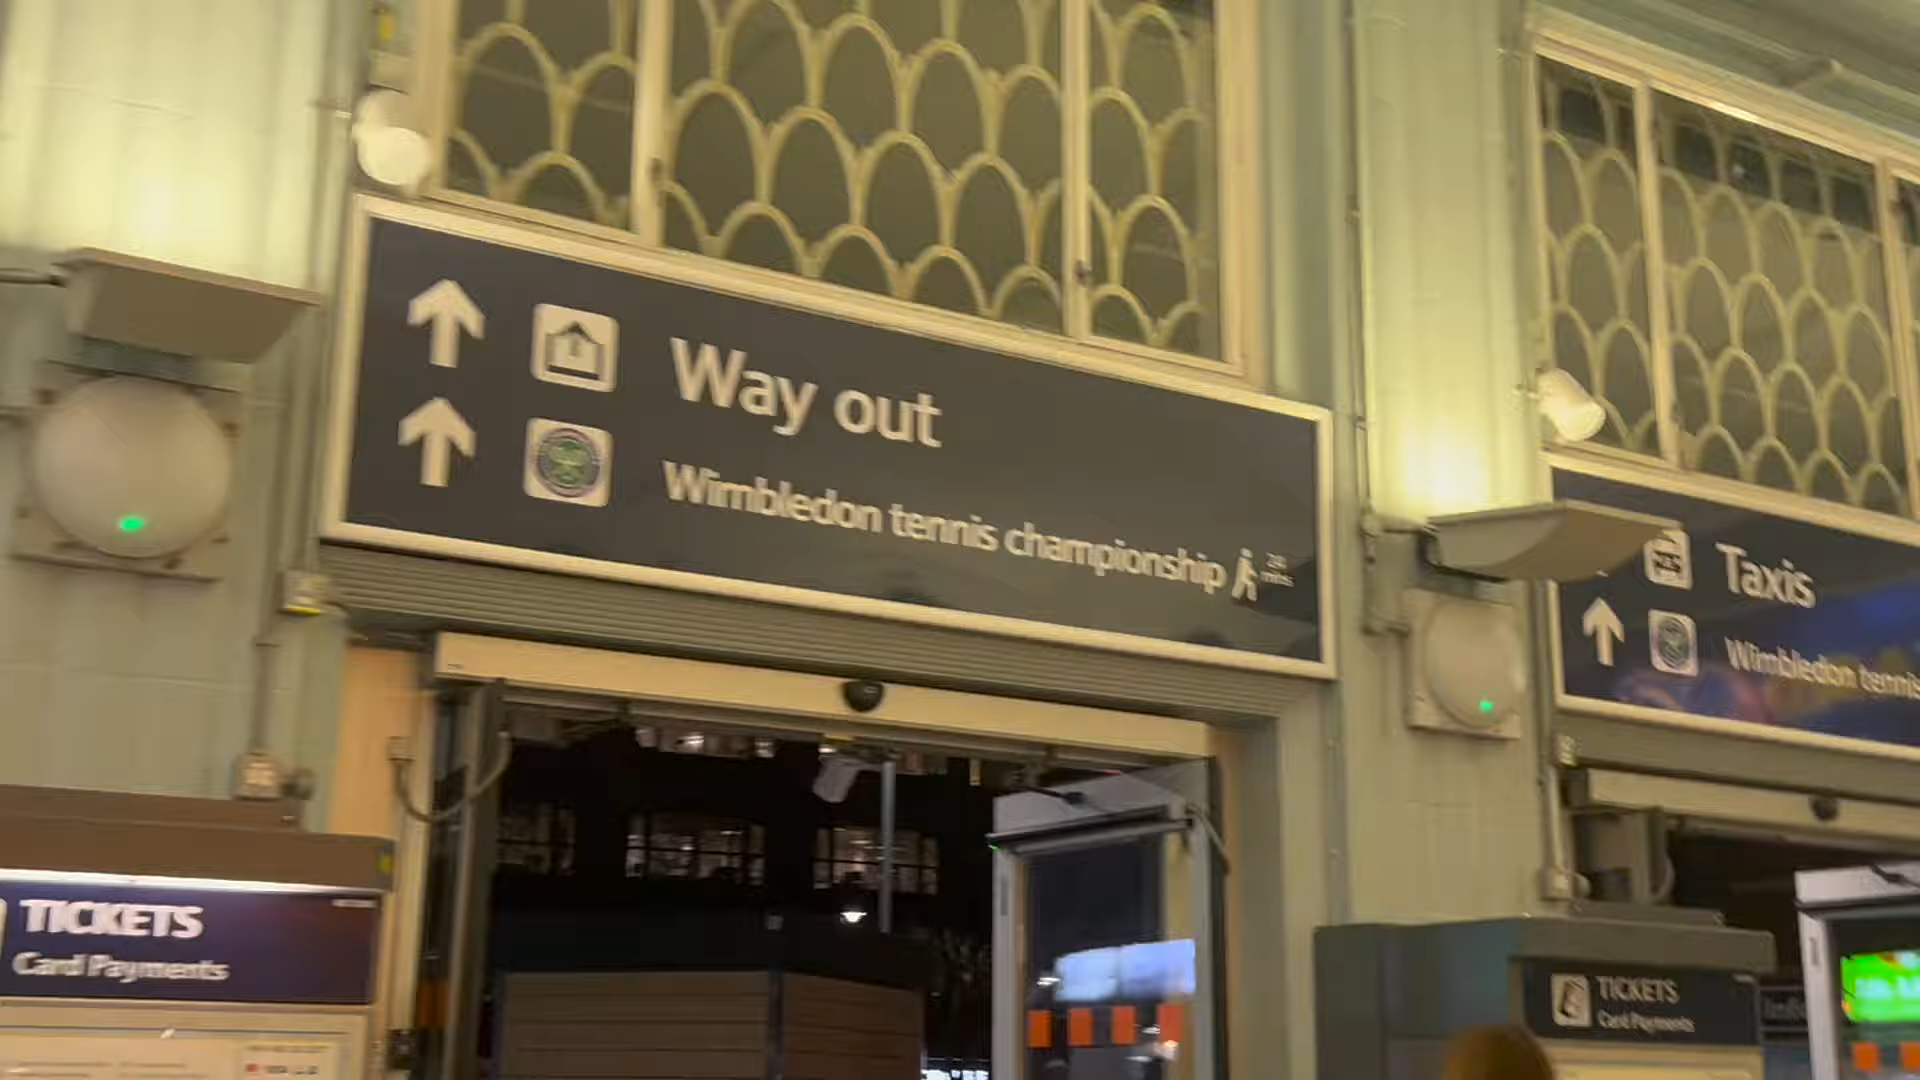 Way out
Wimbledon tennis championship
Taxis
Wimbledon tennis
TICKETS
Card Payments
TICKETS
Card Payments